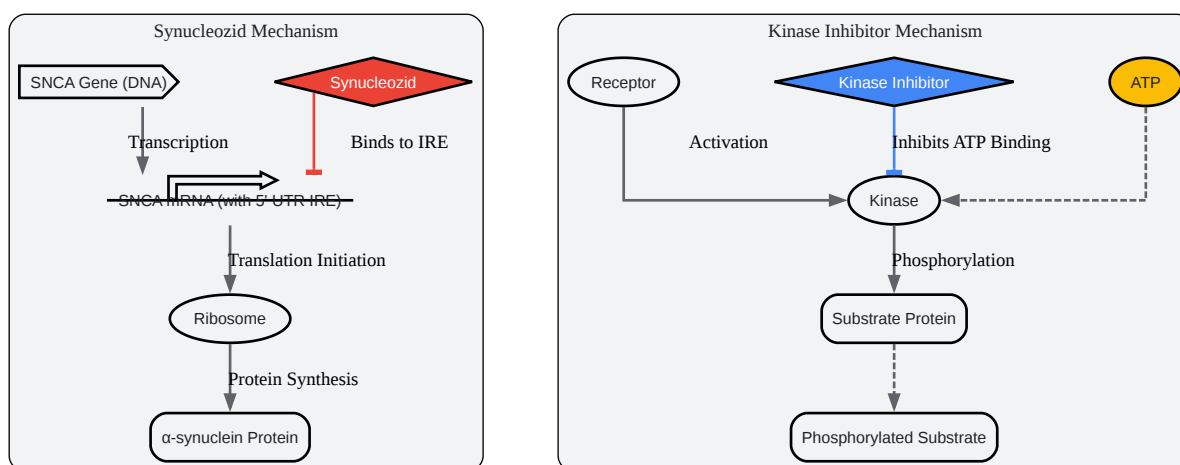 Synucleozid Mechanism
SNCA Gene (DNA)
Synucleozid
Transcription
Binds to IRE
SNCA mRNA (with 5' UTR IRE)
Translation Initiation
Ribosome
Protein Synthesis
α-synuclein Protein
Kinase Inhibitor Mechanism
Receptor
Kinase Inhibitor
ATP
Activation
Inhibits ATP Binding
Kinase
Phosphorylation
Substrate Protein
Phosphorylated Substrate